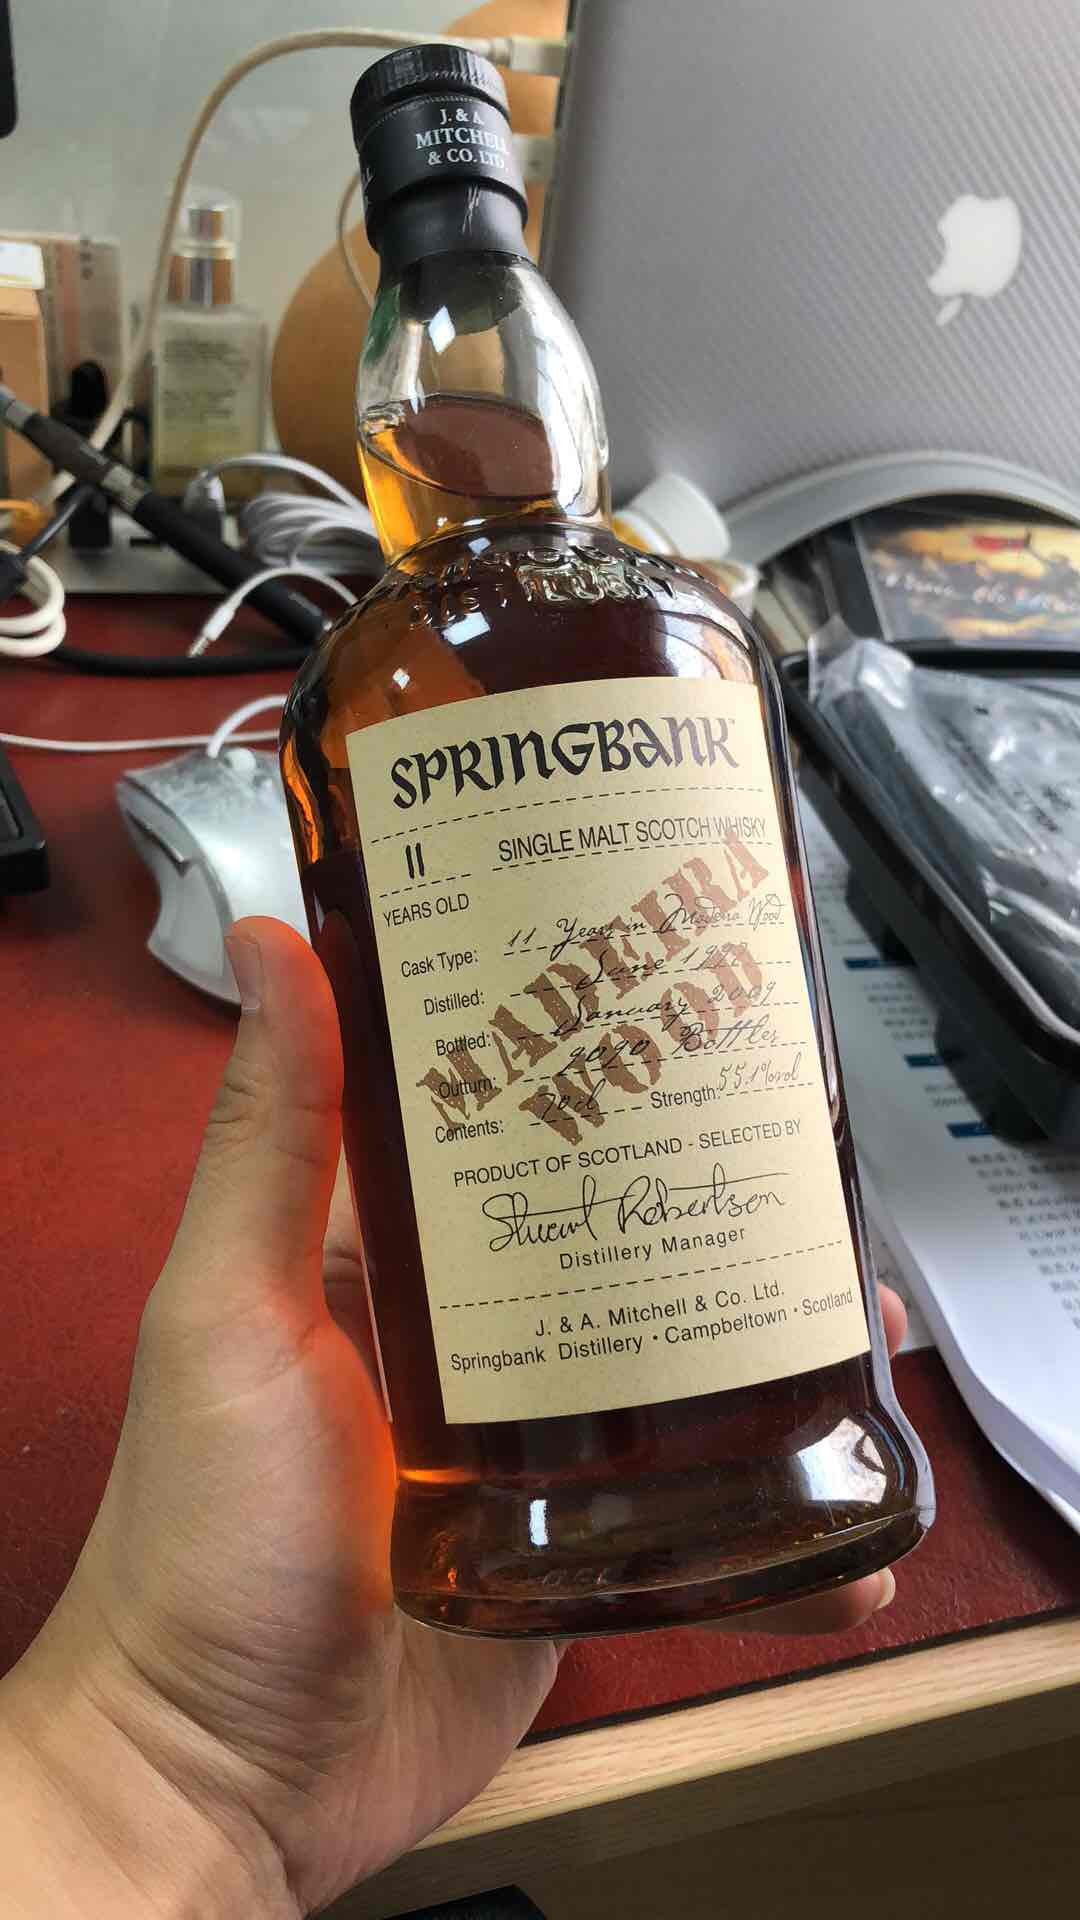 J. & A.
MITCHELL
& CO. LTD.
DISTILLERY
SPRINGBANK
11
YEARS OLD
SINGLE MALT SCOTCH WHISKY
MADEIRA
WOOD
Cask Type: 11 Years in Madeira Wood
Distilled: June 1997
Bottled: January 2009
Outturn: 9090 Bottles
Contents: 70cl Strength: 55.1%vol
PRODUCT OF SCOTLAND - SELECTED BY
Stuart Robertson
Distillery Manager
J. & A. Mitchell & Co. Ltd.
Springbank Distillery • Campbeltown • Scotland